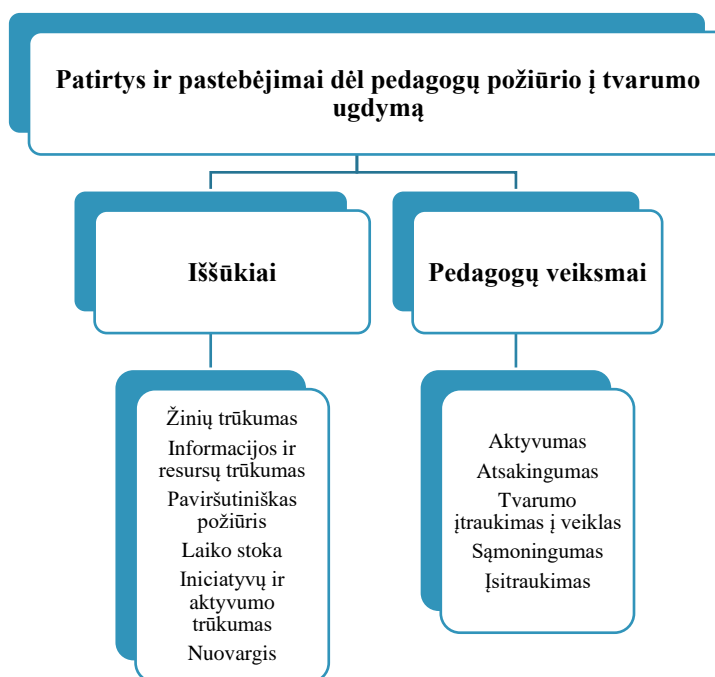 Patirtys ir pastebėjimai dėl pedagogų požiūrio į tvarumo
ugdymą
Iššūkiai
Pedagogų veiksmai
Žinių trūkumas
Informacijos ir
resursų trūkumas
Paviršutiniškas
požiūris
Laiko stoka
Iniciatyvų ir
aktyvumo
trūkumas
Nuovargis
Aktyvumas
Atsakingumas
Tvarumo
įtraukimas į veiklas
Sąmoningumas
Įsitraukimas